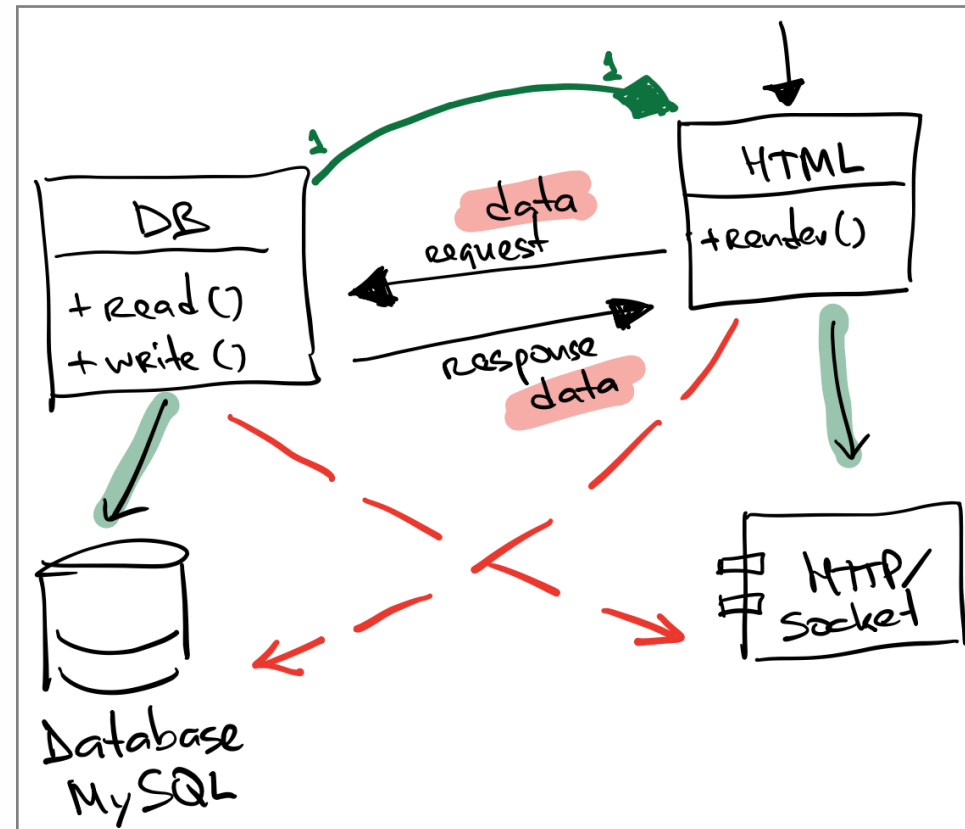 1
1
HTML
+render()
DB
+read()
+write()
data
request
response
data
HTTP/
Socket
Database
MySQL